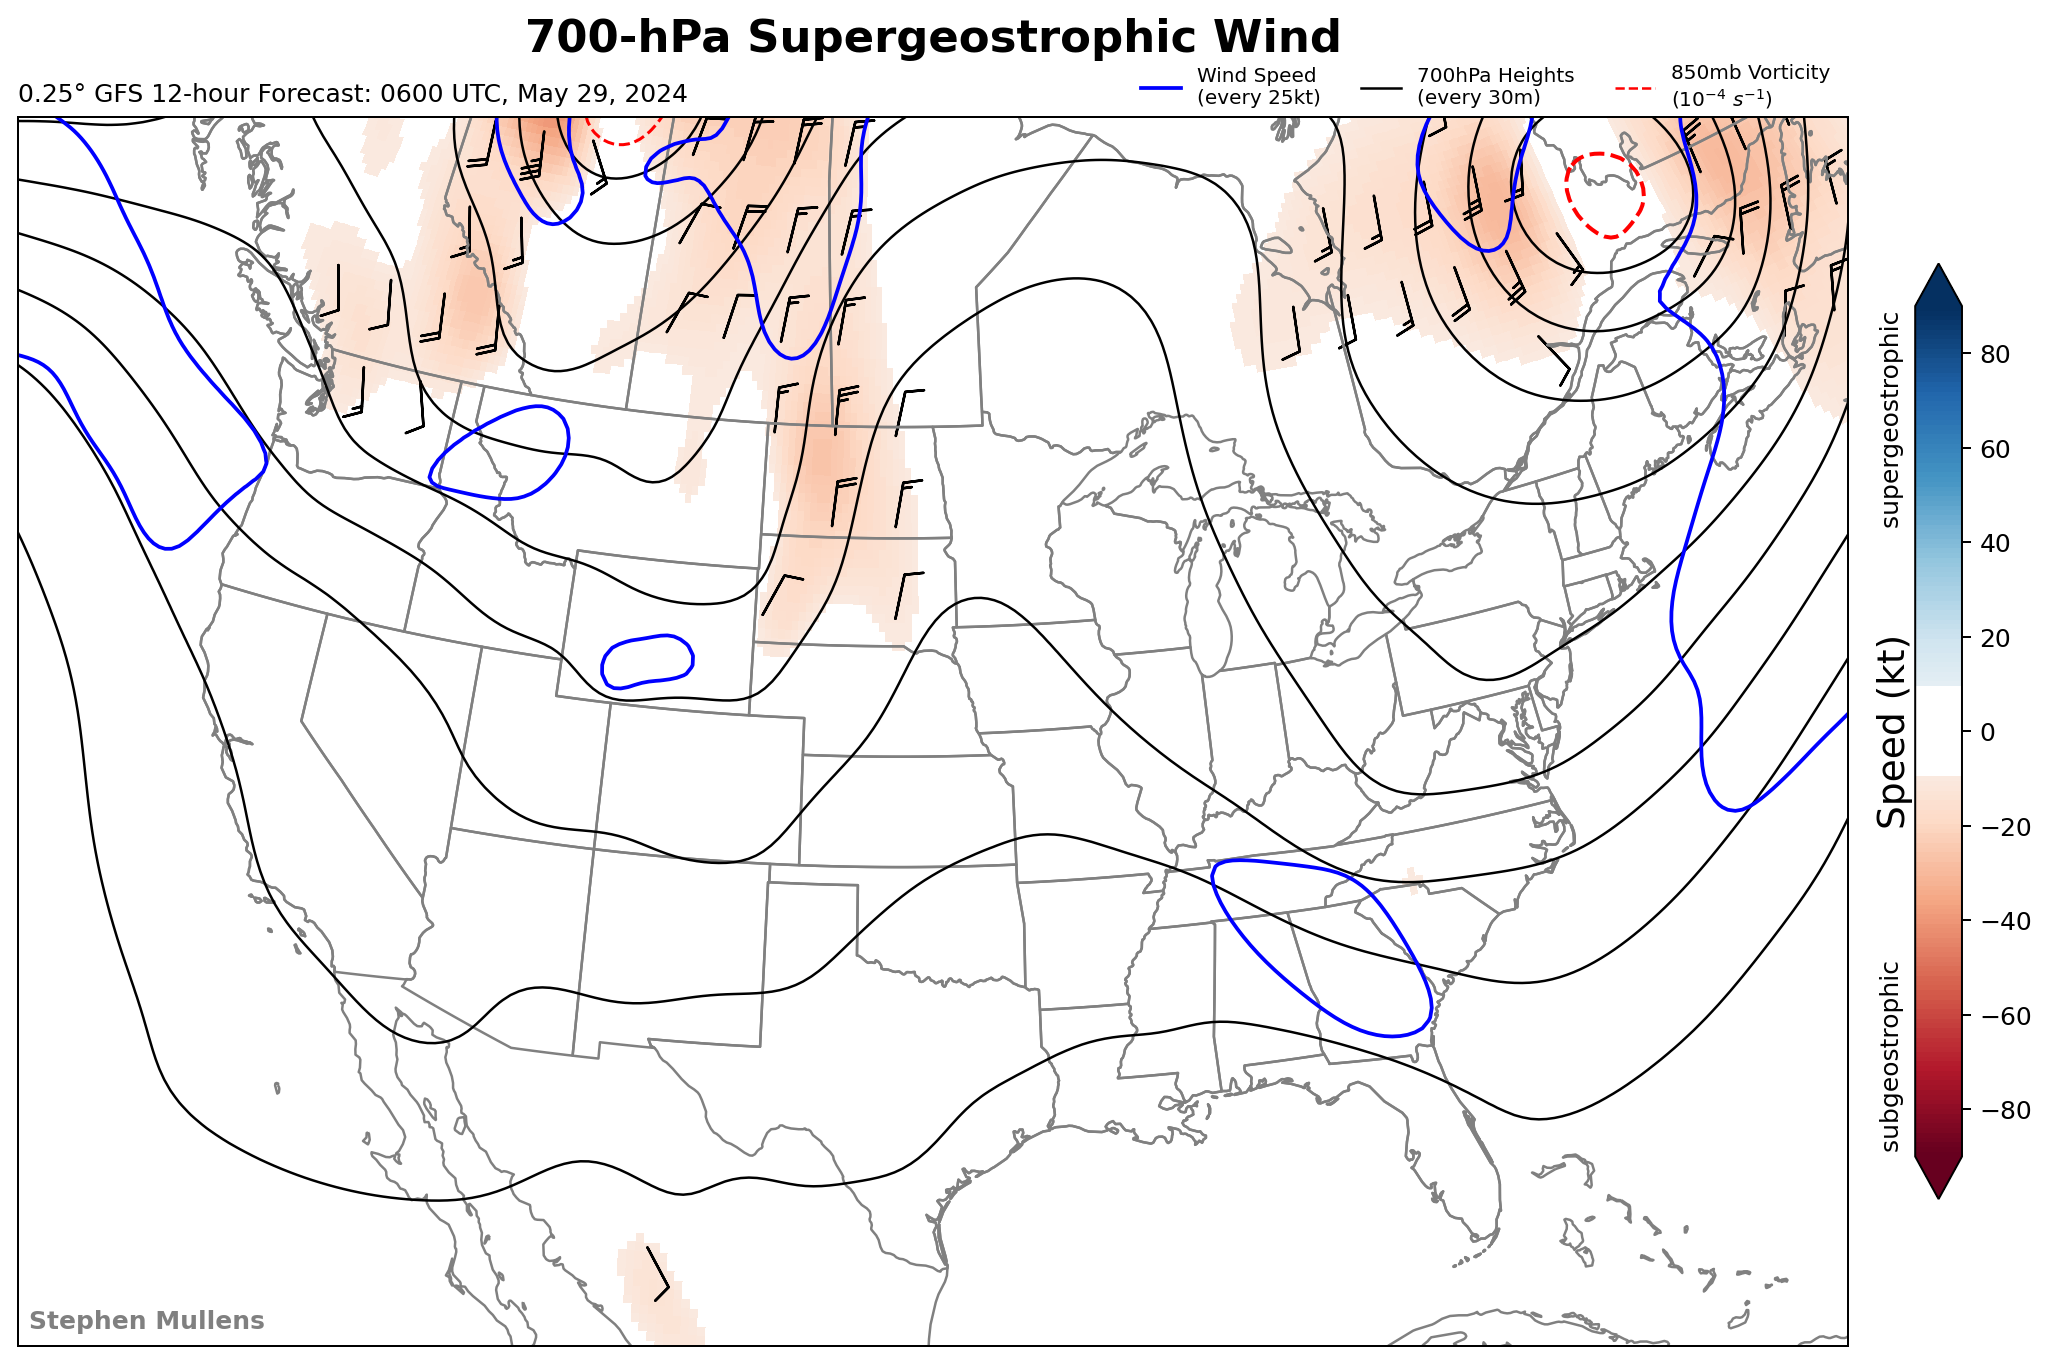 700-hPa Supergeostrophic Wind
0.25° GFS 12-hour Forecast: 0600 UTC, May 29, 2024
Wind Speed
(every 25kt)
700hPa Heights
(every 30m)
850mb Vorticity
(10⁻⁴ s⁻¹)
supergeostrophic
Speed (kt)
subgeostrophic
80
60
40
20
0
−20
−40
−60
−80
Stephen Mullens